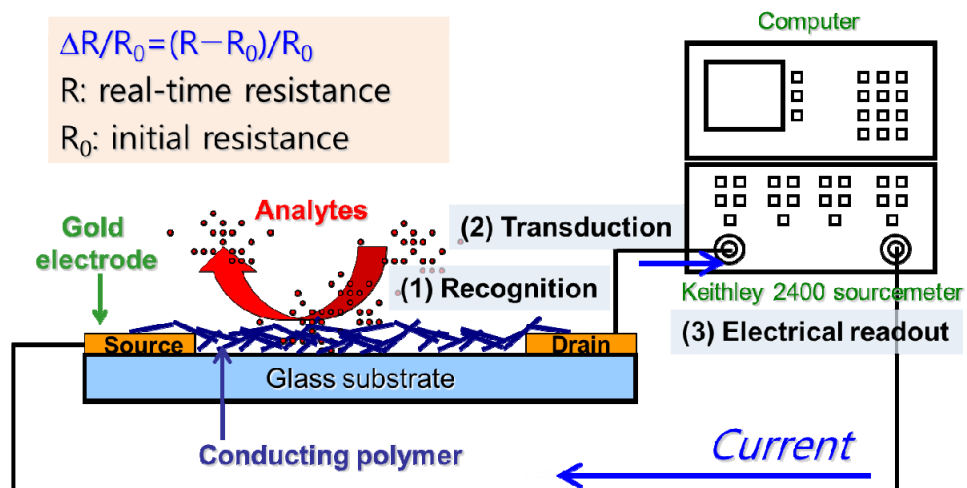 ΔR/R₀=(R−R₀)/R₀
R: real-time resistance
R₀: initial resistance
Computer
Analytes
(2) Transduction
Gold
electrode
(1) Recognition
Keithley 2400 sourcemeter
(3) Electrical readout
Source
Drain
Glass substrate
Conducting polymer
Current